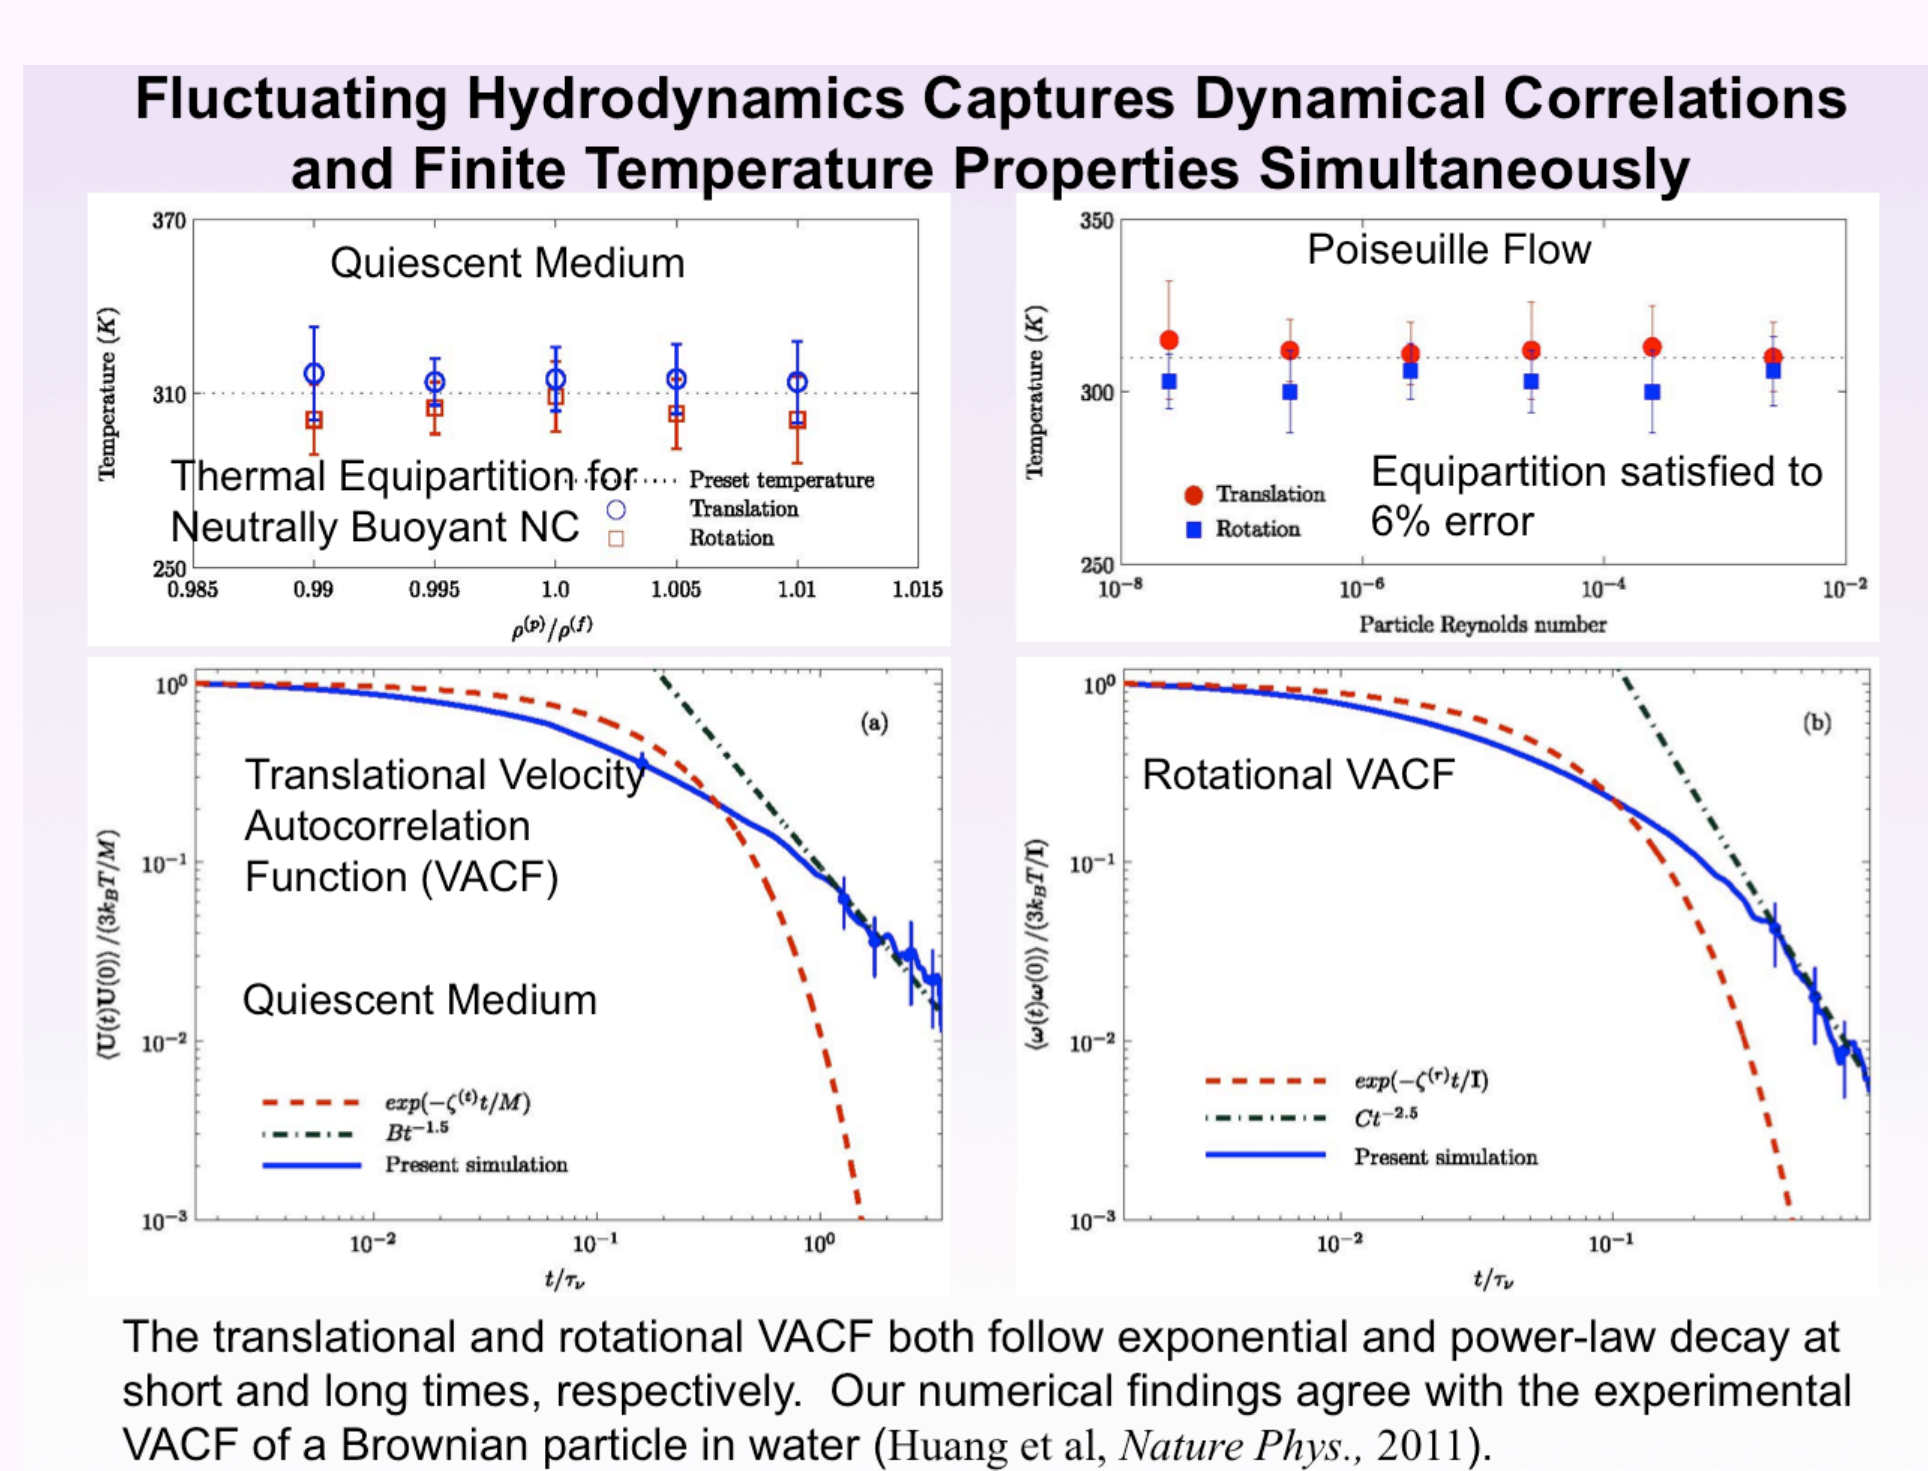 Fluctuating Hydrodynamics Captures Dynamical Correlations
and Finite Temperature Properties Simultaneously
370
310
250
Temperature (K)
Quiescent Medium
Thermal Equipartition for
Neutrally Buoyant NC
Preset temperature
Translation
Rotation
0.985 0.99 0.995 1.0 1.005 1.01 1.015
ρ⁽ᵖ⁾/ρ⁽ᶠ⁾
350
300
250
Temperature (K)
Poiseuille Flow
Equipartition satisfied to
6% error
Translation
Rotation
10⁻⁸ 10⁻⁶ 10⁻⁴ 10⁻²
Particle Reynolds number
10⁰
10⁻¹
10⁻²
10⁻³
⟨U(t)U(0)⟩/(3k_BT/M)
(a)
Translational Velocity
Autocorrelation
Function (VACF)
Quiescent Medium
exp(−ζ⁽ᵗ⁾t/M)
Bt⁻¹·⁵
Present simulation
10⁻² 10⁻¹ 10⁰
t/τ_ν
10⁰
10⁻¹
10⁻²
10⁻³
⟨ω(t)ω(0)⟩/(3k_BT/I)
(b)
Rotational VACF
exp(−ζ⁽ʳ⁾t/I)
Ct⁻²·⁵
Present simulation
10⁻² 10⁻¹
t/τ_ν
The translational and rotational VACF both follow exponential and power-law decay at
short and long times, respectively. Our numerical findings agree with the experimental
VACF of a Brownian particle in water (Huang et al, Nature Phys., 2011).